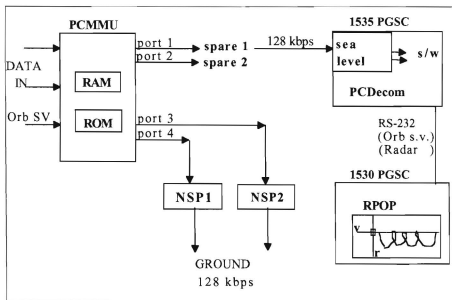 PCMMU
1535 PGSC
port 1
port 2
spare 1
spare 2
128 kbps
sea
level
s/w
PCDecom
DATA
IN
RAM
Orb SV
ROM
port 3
port 4
RS-232
(Orb s.v.)
(Radar )
NSP1
NSP2
1530 PGSC
RPOP
v
r
GROUND
128 kbps